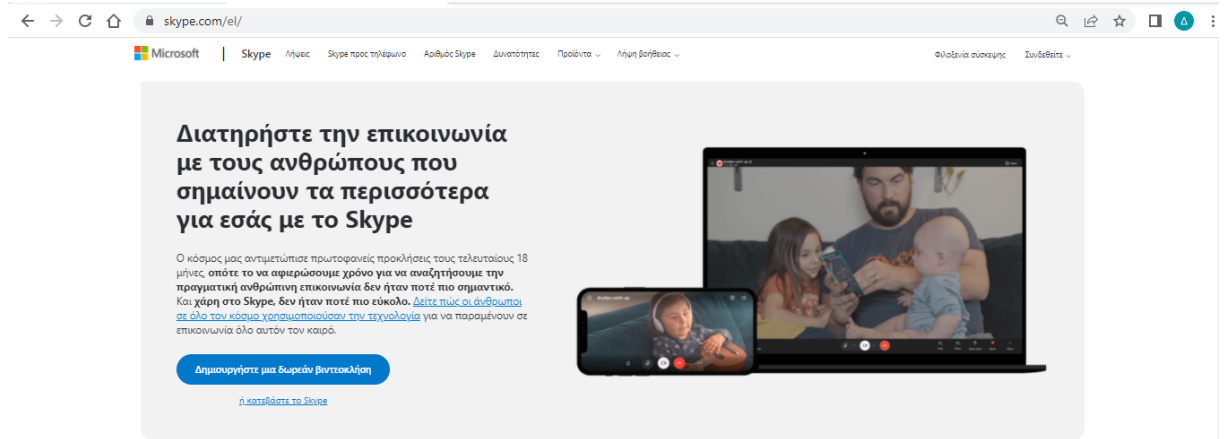 skype.com/el/
Δ
Microsoft | Skype Λήψεις Skype προς τηλέφωνο Αριθμός Skype Δυνατότητες Προϊόντα Λήψη βοήθειας Φιλοξενία σύσκεψης Συνδεθείτε
Διατηρήστε την επικοινωνία
με τους ανθρώπους που
σημαίνουν τα περισσότερα
για εσάς με το Skype
Ο κόσμος μας αντιμετώπισε πρωτοφανείς προκλήσεις τους τελευταίους 18
μήνες, οπότε το να αφιερώσουμε χρόνο για να αναζητήσουμε την
πραγματική ανθρώπινη επικοινωνία δεν ήταν ποτέ πιο σημαντικό.
Και χάρη στο Skype, δεν ήταν ποτέ πιο εύκολο. Δείτε πώς οι άνθρωποι
σε όλο τον κόσμο χρησιμοποιούσαν την τεχνολογία για να παραμένουν σε
επικοινωνία όλο αυτόν τον καιρό.
Δημιουργήστε μια δωρεάν βιντεοκλήση
ή κατεβάστε το Skype